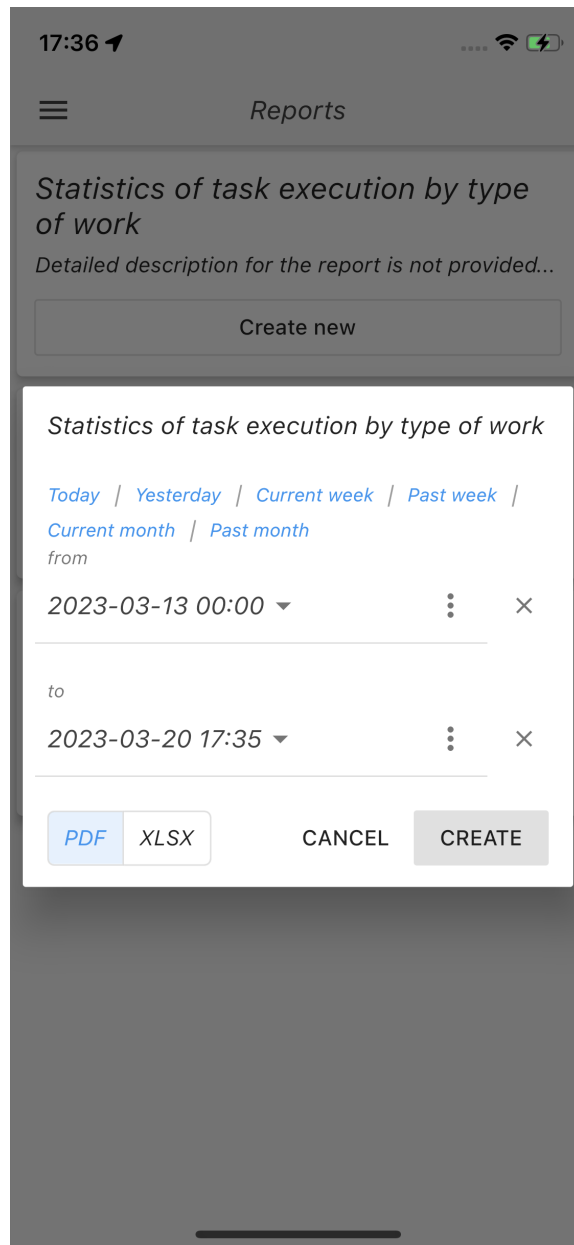 17:36
Reports
Statistics of task execution by type
of work
Detailed description for the report is not provided...
Create new
Statistics of task execution by type of work
Today | Yesterday | Current week | Past week |
Current month | Past month
from
2023-03-13 00:00
to
2023-03-20 17:35
PDF XLSX CANCEL CREATE